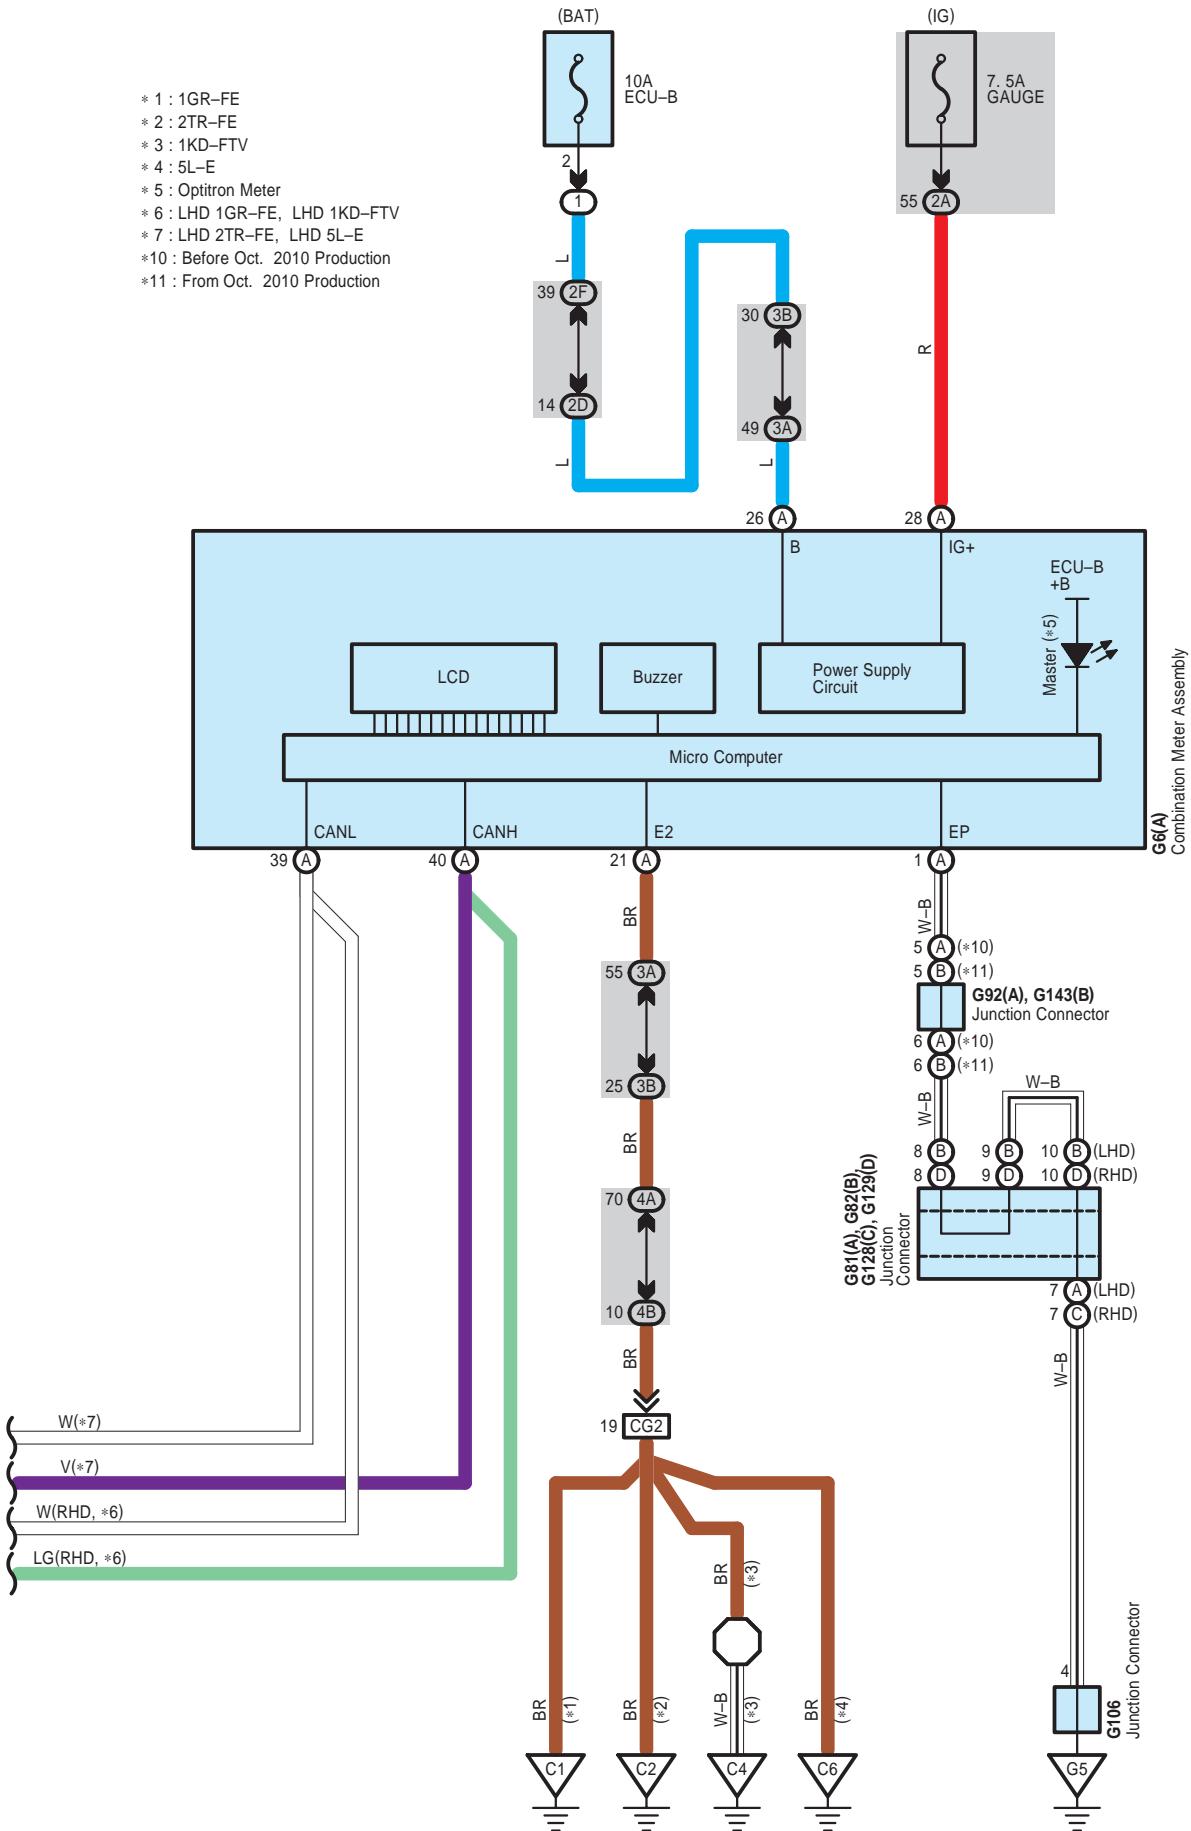 (BAT)
(IG)
10A
ECU–B
7. 5A
GAUGE
∗ 1 : 1GR–FE
∗ 2 : 2TR–FE
∗ 3 : 1KD–FTV
∗ 4 : 5L–E
∗ 5 : Optitron Meter
∗ 6 : LHD 1GR–FE, LHD 1KD–FTV
∗ 7 : LHD 2TR–FE, LHD 5L–E
∗10 : Before Oct. 2010 Production
∗11 : From Oct. 2010 Production
2
1
55 2A
L
39 2F
30 3B
R
14 2D
49 3A
L
L
26 A
28 A
B
IG+
ECU–B
+B
Master (∗5)
LCD
Buzzer
Power Supply
Circuit
Micro Computer
G6(A)
Combination Meter Assembly
CANL
CANH
E2
EP
39 A
40 A
21 A
1 A
BR
W–B
5 A (∗10)
5 B (∗11)
55 3A
G92(A), G143(B)
Junction Connector
6 A (∗10)
6 B (∗11)
25 3B
W–B
W–B
BR
8 B
9 B
10 B (LHD)
8 D
9 D
10 D (RHD)
70 4A
G81(A), G82(B),
G128(C), G129(D)
Junction
Connector
7 A (LHD)
7 C (RHD)
10 4B
BR
W–B
19 CG2
W(∗7)
V(∗7)
W(RHD, ∗6)
LG(RHD, ∗6)
BR
(∗3)
4
G106
Junction Connector
BR
(∗1)
BR
(∗2)
W–B
(∗3)
BR
(∗4)
C1
C2
C4
C6
G5